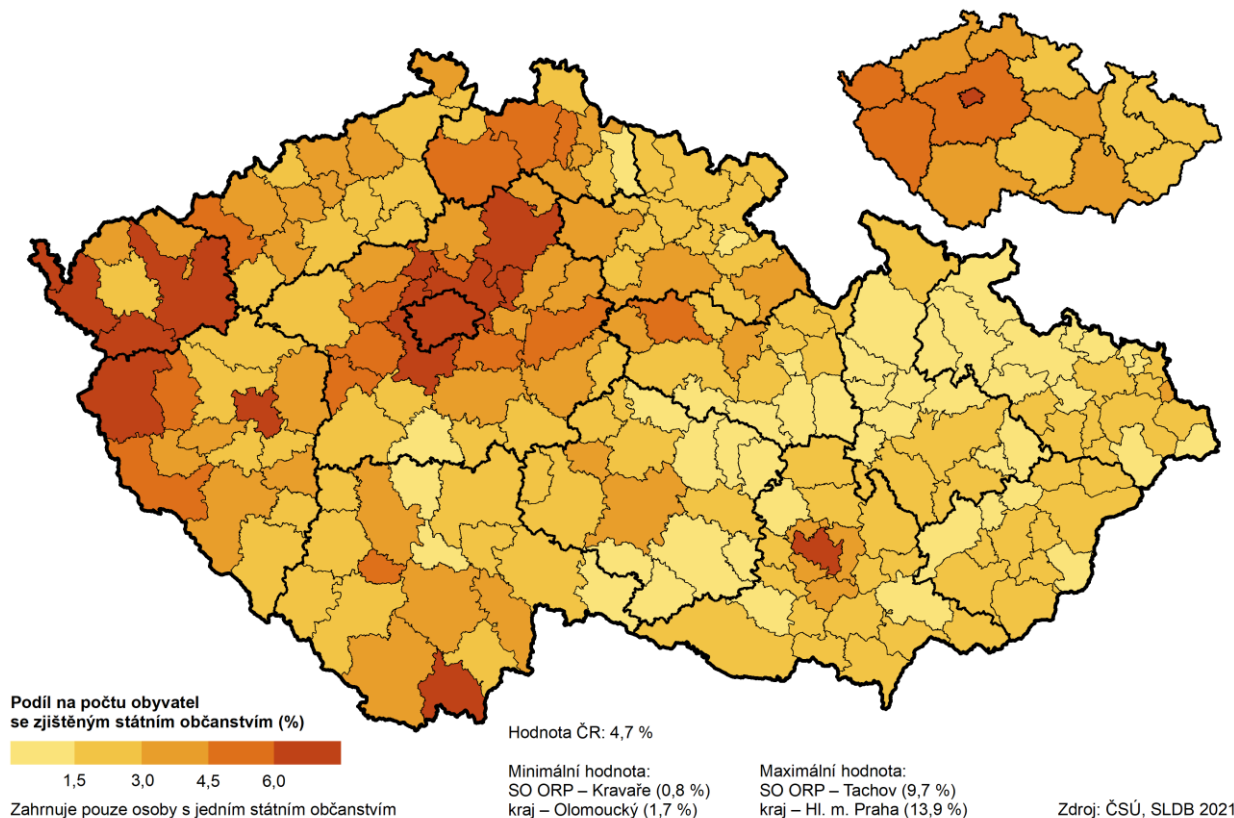 Podíl na počtu obyvatel
se zjištěným státním občanstvím (%)
1,5 3,0 4,5 6,0
Zahrnuje pouze osoby s jedním státním občanstvím
Hodnota ČR: 4,7 %
Minimální hodnota:
SO ORP – Kravaře (0,8 %)
kraj – Olomoucký (1,7 %)
Maximální hodnota:
SO ORP – Tachov (9,7 %)
kraj – Hl. m. Praha (13,9 %)
Zdroj: ČSÚ, SLDB 2021